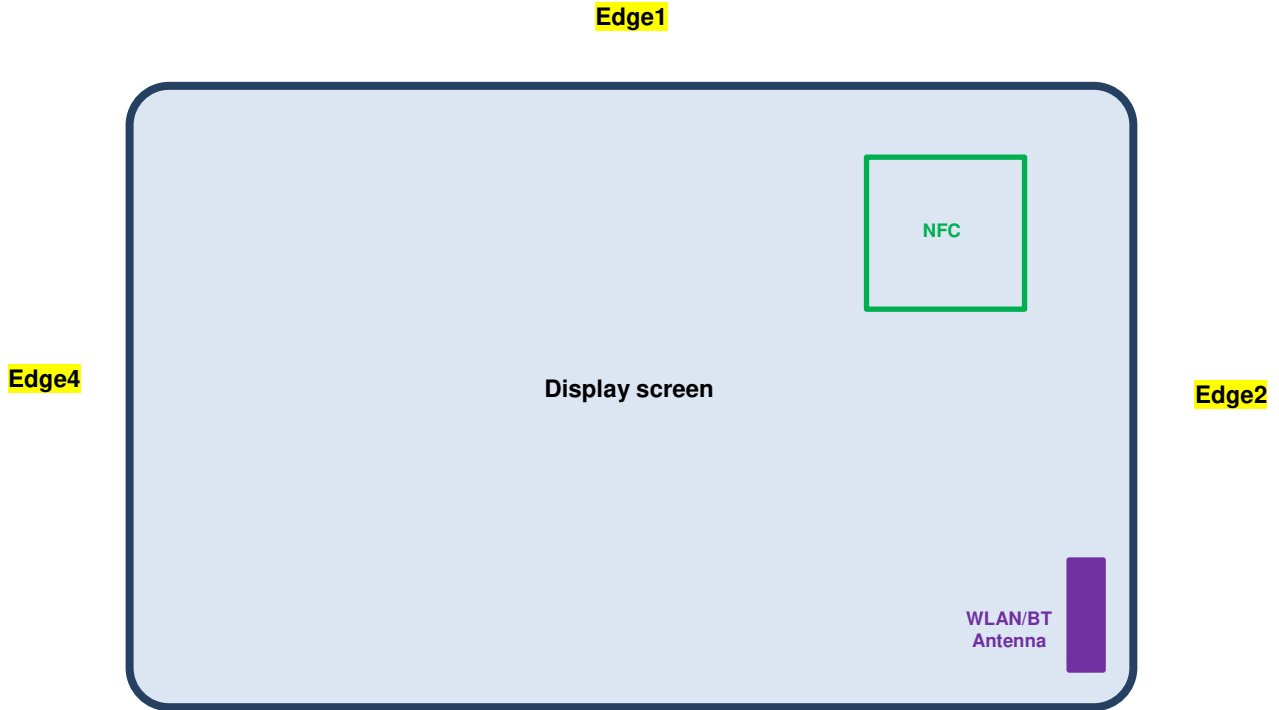 Edge1
NFC
Edge4
Display screen
Edge2
WLAN/BT
Antenna